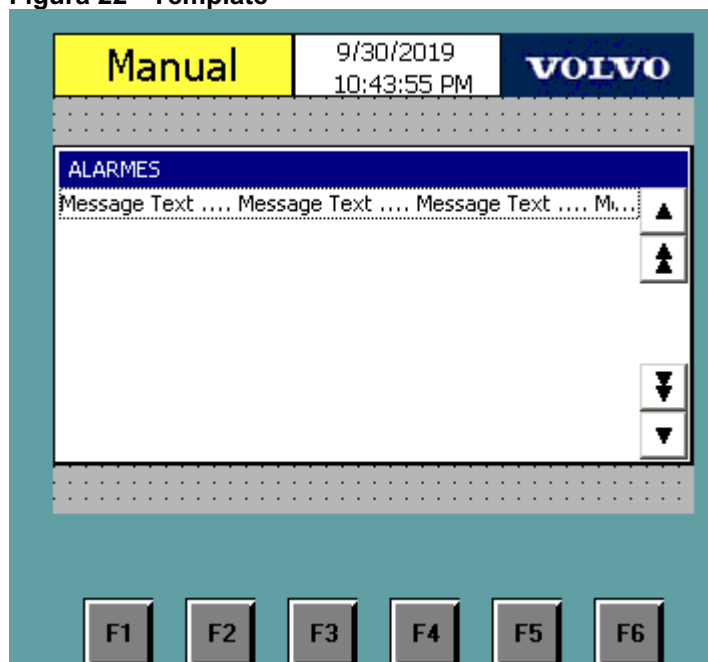 Figura 22 - Template
Manual
9/30/2019
10:43:55 PM
VOLVO
ALARMES
Message Text .... Message Text .... Message Text .... M...
F1 F2 F3 F4 F5 F6